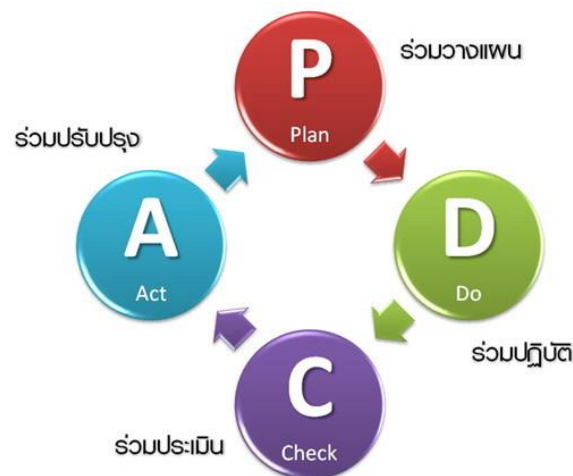 P
Plan
ร่วมวางแผน
D
Do
ร่วมปฏิบัติ
C
Check
ร่วมประเมิน
A
Act
ร่วมปรับปรุง